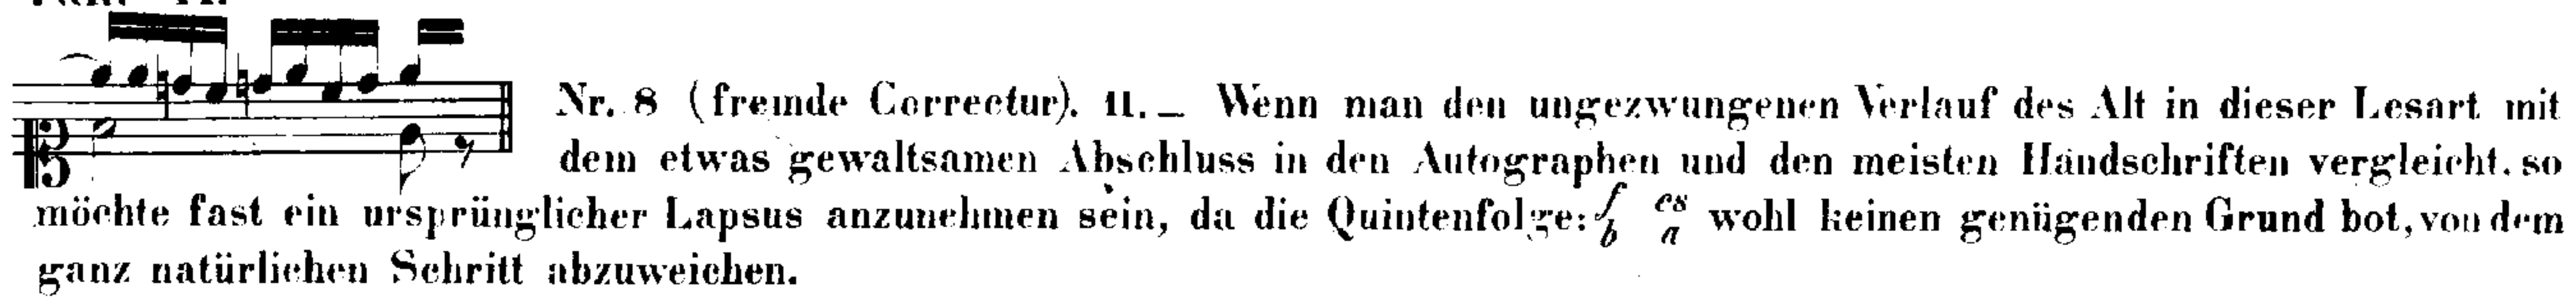 Nr. 8 (fremde Correctur). 11. — Wenn man den ungezwungenen Verlauf des Alt in dieser Lesart mit
dem etwas gewaltsamen Abschluss in den Autographen und den meisten Handschriften vergleicht, so
möchte fast ein ursprünglicher Lapsus anzunehmen sein, da die Quintenfolge: f/b es/a wohl keinen genügenden Grund bot, von dem
ganz natürlichen Schritt abzuweichen.